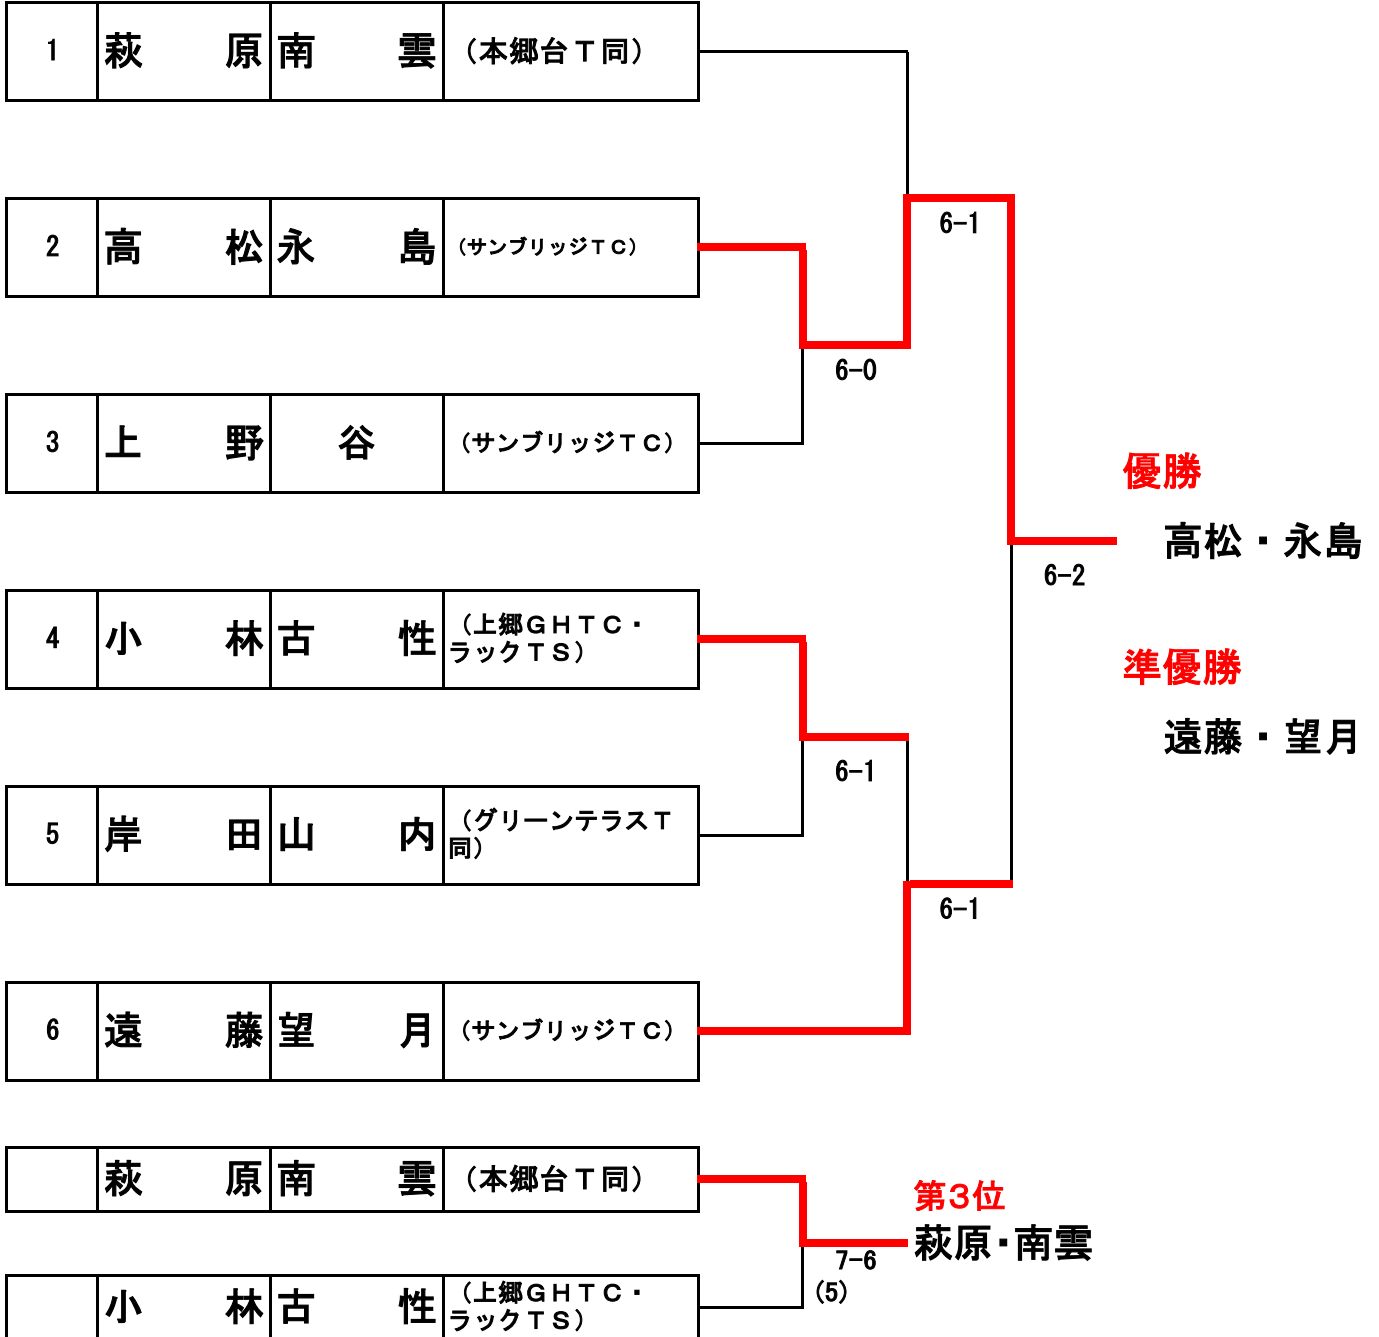 1 萩原 南雲 （本郷台Ｔ同）
6-1
2 高松 永島 （サンブリッジＴＣ）
6-0
3 上野 谷 （サンブリッジＴＣ）
優勝
高松・永島
6-2
4 小林 古性 （上郷ＧＨＴＣ・
ラックＴＳ）
準優勝
遠藤・望月
6-1
5 岸田 山内 （グリーンテラスＴ
同）
6-1
6 遠藤 望月 （サンブリッジＴＣ）
萩原 南雲 （本郷台Ｔ同）
第3位
萩原・南雲
7-6
(5)
小林 古性 （上郷ＧＨＴＣ・
ラックＴＳ）